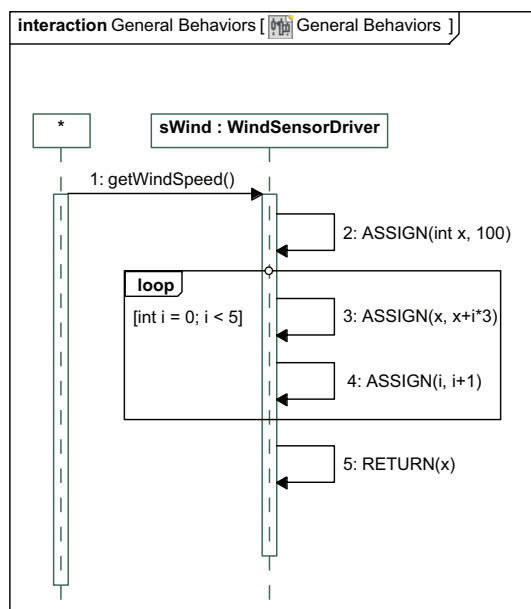 interaction General Behaviors [ General Behaviors ]
*
sWind : WindSensorDriver
1: getWindSpeed()
2: ASSIGN(int x, 100)
loop
[int i = 0; i < 5]
3: ASSIGN(x, x+i*3)
4: ASSIGN(i, i+1)
5: RETURN(x)